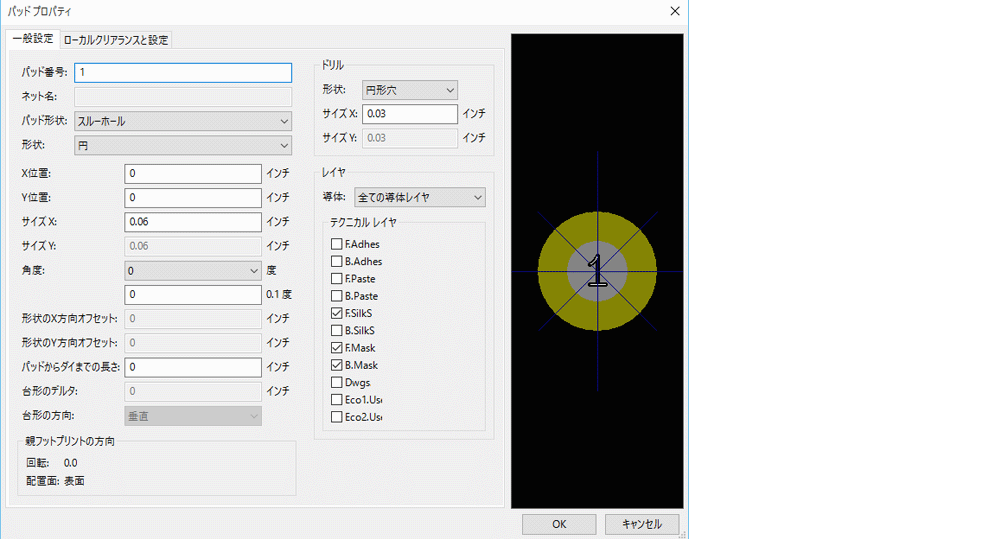 パッド プロパティ
一般設定 ローカルクリアランスと設定
パッド番号: 1
ネット名:
パッド形状: スルーホール
形状: 円
X位置: 0 インチ
Y位置: 0 インチ
サイズ X: 0.06 インチ
サイズ Y: 0.06 インチ
角度: 0 度
0 0.1 度
形状のX方向オフセット: 0 インチ
形状のY方向オフセット: 0 インチ
パッドからダイまでの長さ: 0 インチ
台形のデルタ: 0 インチ
台形の方向: 垂直
親フットプリントの方向
回転: 0.0
配置面: 表面
ドリル
形状: 円形穴
サイズ X: 0.03 インチ
サイズ Y: 0.03 インチ
レイヤ
導体: 全ての導体レイヤ
テクニカル レイヤ
F.Adhes
B.Adhes
F.Paste
B.Paste
F.SilkS
B.SilkS
F.Mask
B.Mask
Dwgs
Eco1.Use
Eco2.Use
1
OK キャンセル